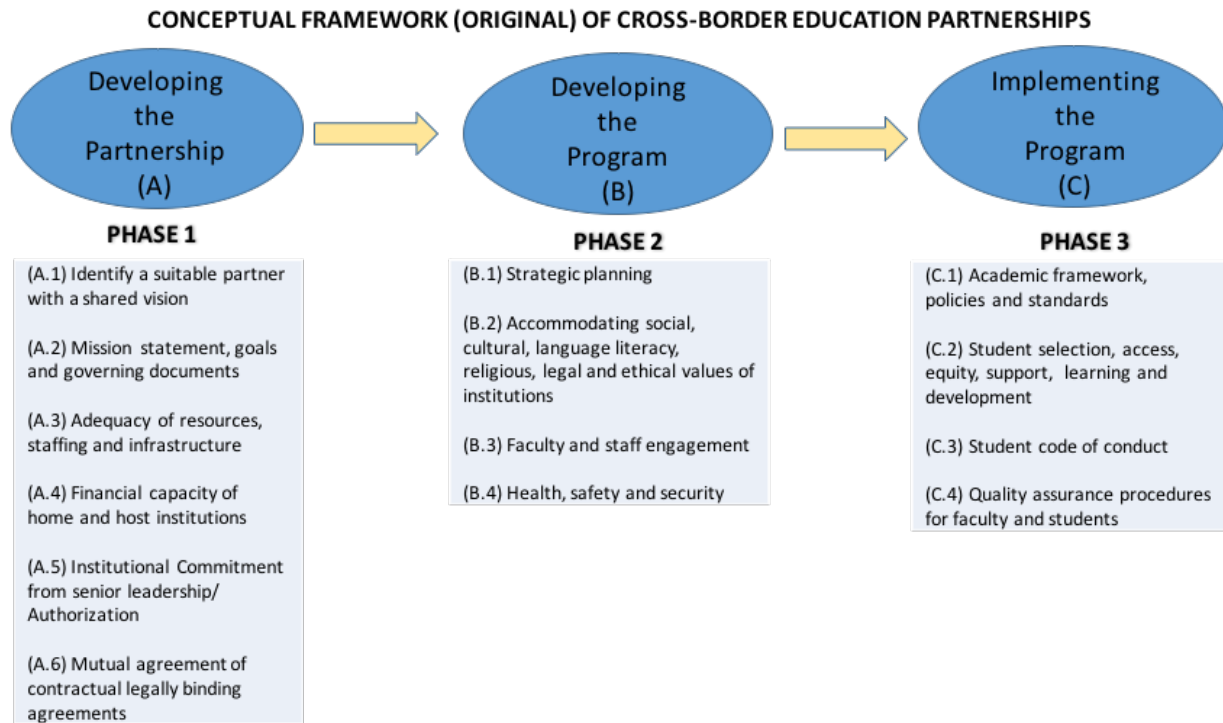 CONCEPTUAL FRAMEWORK (ORIGINAL) OF CROSS-BORDER EDUCATION PARTNERSHIPS
Developing
the
Partnership
(A)
PHASE 1
(A.1) Identify a suitable partner
with a shared vision
(A.2) Mission statement, goals
and governing documents
(A.3) Adequacy of resources,
staffing and infrastructure
(A.4) Financial capacity of
home and host institutions
(A.5) Institutional Commitment
from senior leadership/
Authorization
(A.6) Mutual agreement of
contractual legally binding
agreements
Developing
the
Program
(B)
PHASE 2
(B.1) Strategic planning
(B.2) Accommodating social,
cultural, language literacy,
religious, legal and ethical values of
institutions
(B.3) Faculty and staff engagement
(B.4) Health, safety and security
Implementing
the
Program
(C)
PHASE 3
(C.1) Academic framework,
policies and standards
(C.2) Student selection, access,
equity, support, learning and
development
(C.3) Student code of conduct
(C.4) Quality assurance procedures
for faculty and students